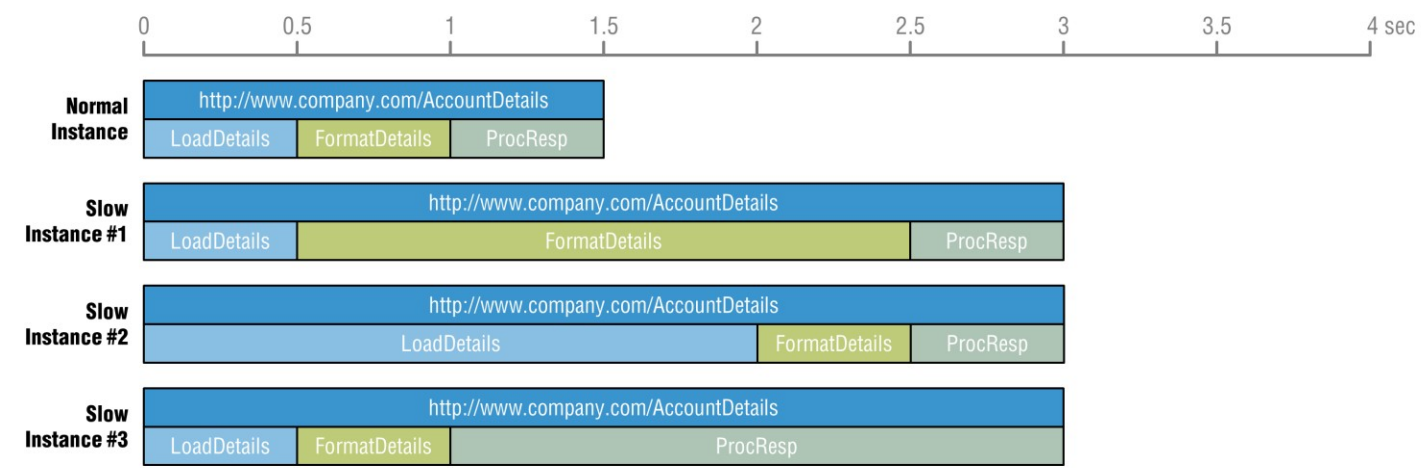 0 0.5 1 1.5 2 2.5 3 3.5 4 sec
Normal
Instance
http://www.company.com/AccountDetails
LoadDetails FormatDetails ProcResp
Slow
Instance #1
http://www.company.com/AccountDetails
LoadDetails FormatDetails ProcResp
Slow
Instance #2
http://www.company.com/AccountDetails
LoadDetails FormatDetails ProcResp
Slow
Instance #3
http://www.company.com/AccountDetails
LoadDetails FormatDetails ProcResp